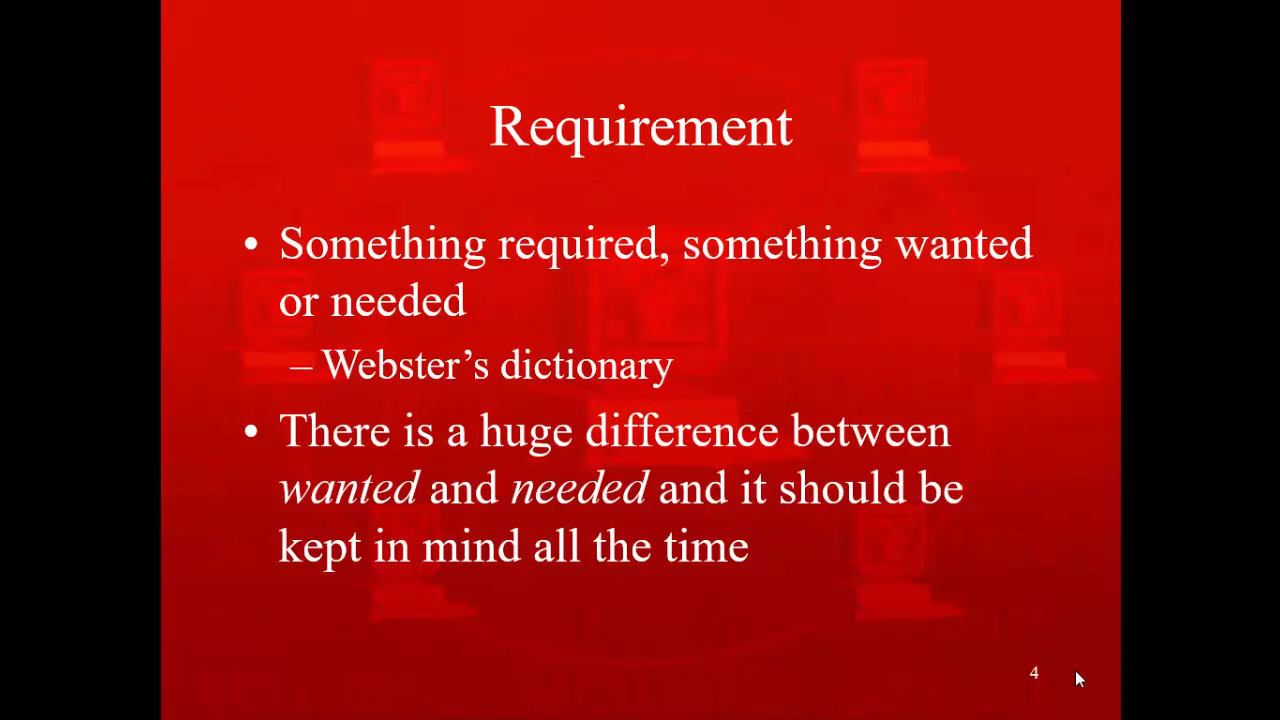 Requirement
• Something required, something wanted
or needed
– Webster’s dictionary
• There is a huge difference between
wanted and needed and it should be
kept in mind all the time
4